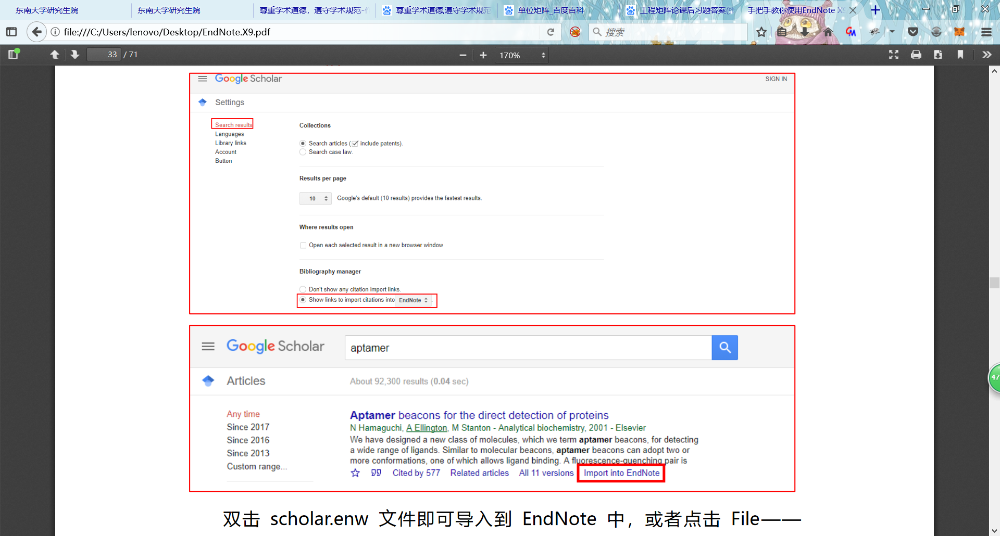 东南大学研究生院
东南大学研究生院
尊重学术道德，遵守学术规范-
尊重学术道德,遵守学术规范
单位矩阵_百度百科
工程矩阵论课后习题答案(
手把手教你使用EndNote X9
file:///C:/Users/lenovo/Desktop/EndNote.X9.pdf
搜索
33 / 71
170%
Google Scholar
SIGN IN
Settings
Search results
Languages
Library links
Account
Button
Collections
Search articles ( include patents).
Search case law.
Results per page
10
Google's default (10 results) provides the fastest results.
Where results open
Open each selected result in a new browser window
Bibliography manager
Don't show any citation import links.
Show links to import citations into EndNote .
Google Scholar
aptamer
Articles
About 92,300 results (0.04 sec)
Any time
Since 2017
Since 2016
Since 2013
Custom range...
Aptamer beacons for the direct detection of proteins
N Hamaguchi, A Ellington, M Stanton - Analytical biochemistry, 2001 - Elsevier
We have designed a new class of molecules, which we term aptamer beacons, for detecting
a wide range of ligands. Similar to molecular beacons, aptamer beacons can adopt two or
more conformations, one of which allows ligand binding. A fluorescence-quenching pair is
Cited by 577 Related articles All 11 versions Import into EndNote
47
双击 scholar.enw 文件即可导入到 EndNote 中，或者点击 File——